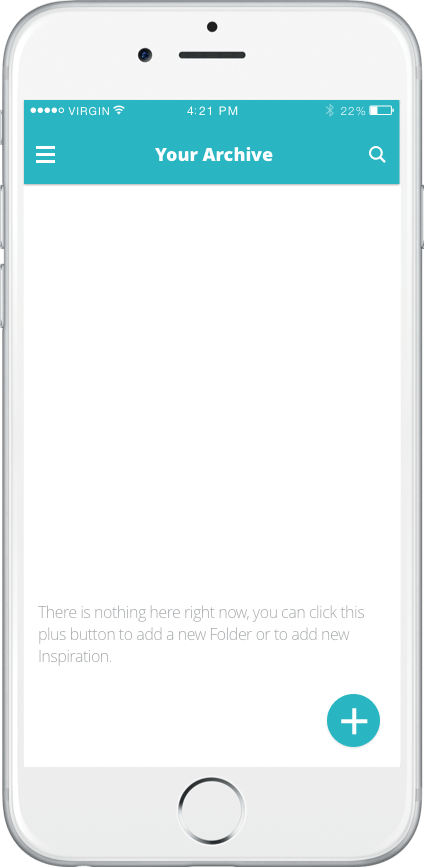 VIRGIN 4:21 PM 22%
Your Archive
There is nothing here right now, you can click this
plus button to add a new Folder or to add new
Inspiration.